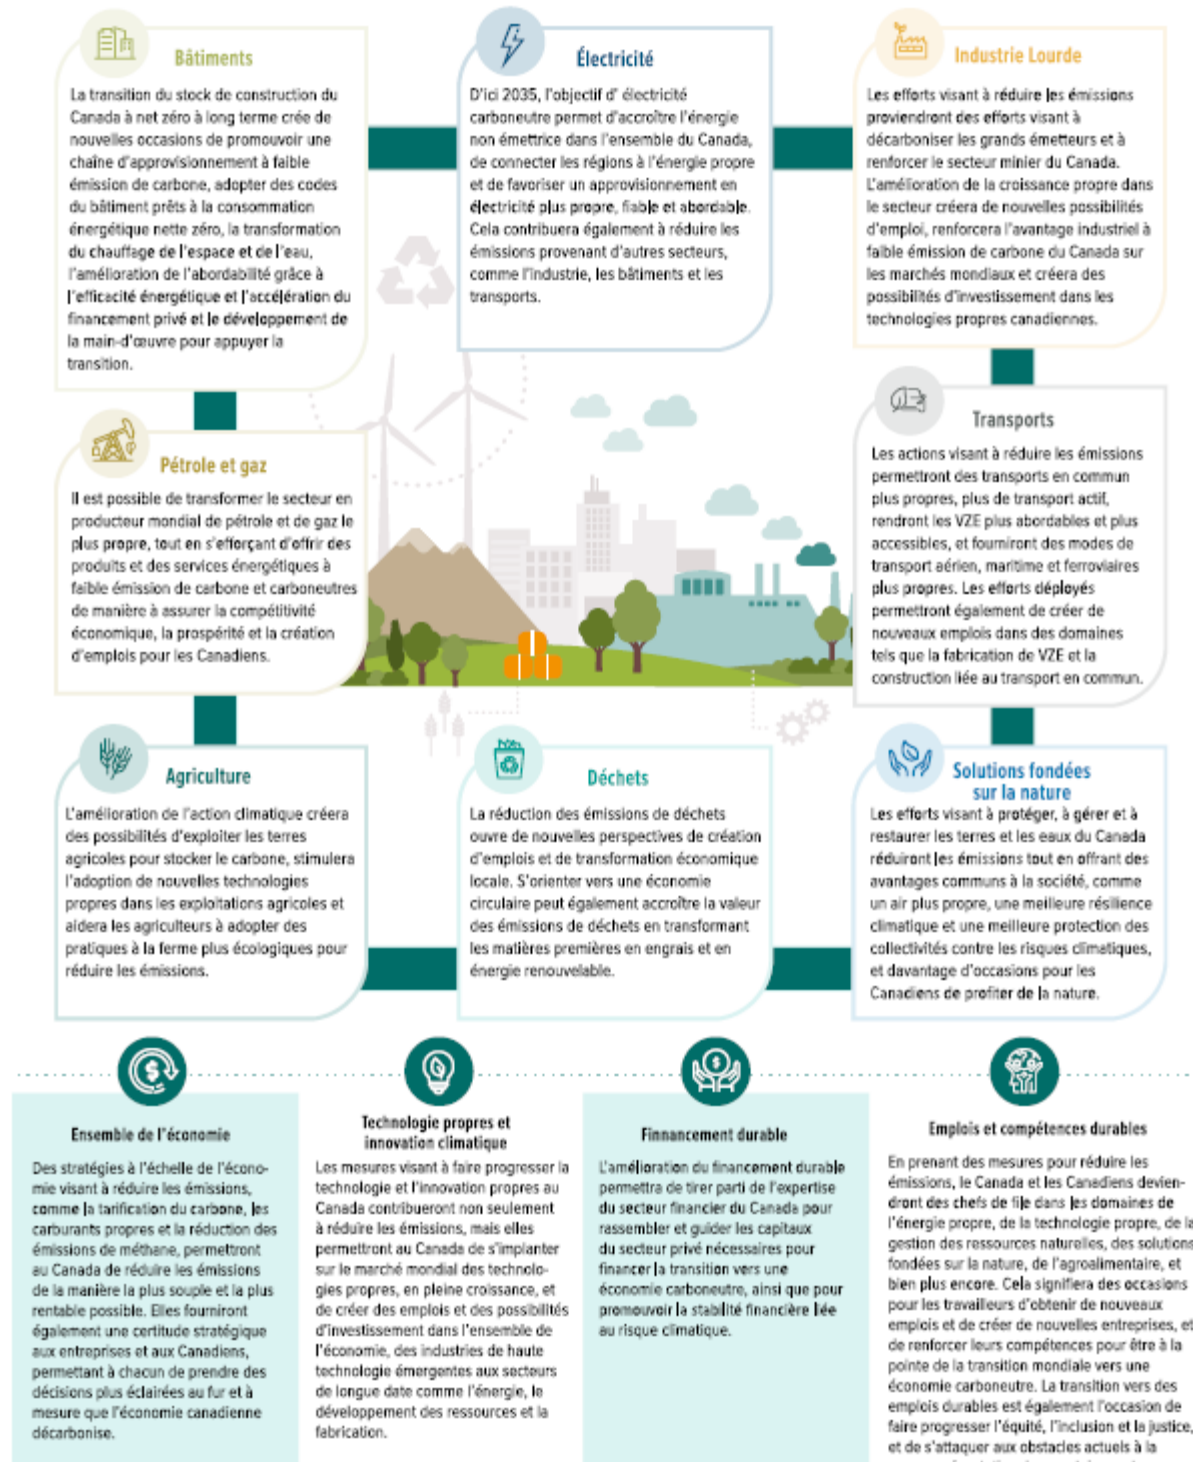 Bâtiments
La transition du stock de construction du
Canada à net zéro à long terme crée de
nouvelles occasions de promouvoir une
chaîne d'approvisionnement à faible
émission de carbone, adopter des codes
du bâtiment prêts à la consommation
énergétique nette zéro, la transformation
du chauffage de l'espace et de l'eau,
l'amélioration de l'abordabilité grâce à
l'efficacité énergétique et l'accélération du
financement privé et le développement de
la main-d'œuvre pour appuyer la
transition.
Électricité
D'ici 2035, l'objectif d' électricité
carboneutre permet d'accroître l'énergie
non émettrice dans l'ensemble du Canada,
de connecter les régions à l'énergie propre
et de favoriser un approvisionnement en
électricité plus propre, fiable et abordable.
Cela contribuera également à réduire les
émissions provenant d'autres secteurs,
comme l'industrie, les bâtiments et les
transports.
Industrie Lourde
Les efforts visant à réduire les émissions
proviendront des efforts visant à
décarboniser les grands émetteurs et à
renforcer le secteur minier du Canada.
L'amélioration de la croissance propre dans
le secteur créera de nouvelles possibilités
d'emploi, renforcera l'avantage industriel à
faible émission de carbone du Canada sur
les marchés mondiaux et créera des
possibilités d'investissement dans les
technologies propres canadiennes.
Pétrole et gaz
Il est possible de transformer le secteur en
producteur mondial de pétrole et de gaz le
plus propre, tout en s'efforçant d'offrir des
produits et des services énergétiques à
faible émission de carbone et carboneutres
de manière à assurer la compétitivité
économique, la prospérité et la création
d'emplois pour les Canadiens.
Transports
Les actions visant à réduire les émissions
permettront des transports en commun
plus propres, plus de transport actif,
rendront les VZE plus abordables et plus
accessibles, et fourniront des modes de
transport aérien, maritime et ferroviaires
plus propres. Les efforts déployés
permettront également de créer de
nouveaux emplois dans des domaines
tels que la fabrication de VZE et la
construction liée au transport en commun.
Agriculture
L'amélioration de l'action climatique créera
des possibilités d'exploiter les terres
agricoles pour stocker le carbone, stimulera
l'adoption de nouvelles technologies
propres dans les exploitations agricoles et
aidera les agriculteurs à adopter des
pratiques à la ferme plus écologiques pour
réduire les émissions.
Déchets
La réduction des émissions de déchets
ouvre de nouvelles perspectives de création
d'emplois et de transformation économique
locale. S'orienter vers une économie
circulaire peut également accroître la valeur
des émissions de déchets en transformant
les matières premières en engrais et en
énergie renouvelable.
Solutions fondées
sur la nature
Les efforts visant à protéger, à gérer et à
restaurer les terres et les eaux du Canada
réduiront les émissions tout en offrant des
avantages communs à la société, comme
un air plus propre, une meilleure résilience
climatique et une meilleure protection des
collectivités contre les risques climatiques,
et davantage d'occasions pour les
Canadiens de profiter de la nature.
Ensemble de l'économie
Des stratégies à l'échelle de l'écono-
mie visant à réduire les émissions,
comme la tarification du carbone, les
carburants propres et la réduction des
émissions de méthane, permettront
au Canada de réduire les émissions
de la manière la plus souple et la plus
rentable possible. Elles fourniront
également une certitude stratégique
aux entreprises et aux Canadiens,
permettant à chacun de prendre des
décisions plus éclairées au fur et à
mesure que l'économie canadienne
décarbonise.
Technologie propres et
innovation climatique
Les mesures visant à faire progresser la
technologie et l'innovation propres au
Canada contribueront non seulement
à réduire les émissions, mais elles
permettront au Canada de s'implanter
sur le marché mondial des technolo-
gies propres, en pleine croissance, et
de créer des emplois et des possibilités
d'investissement dans l'ensemble de
l'économie, des industries de haute
technologie émergentes aux secteurs
de longue date comme l'énergie, le
développement des ressources et la
fabrication.
Finnancement durable
L'amélioration du financement durable
permettra de tirer parti de l'expertise
du secteur financier du Canada pour
rassembler et guider les capitaux
du secteur privé nécessaires pour
financer la transition vers une
économie carboneutre, ainsi que pour
promouvoir la stabilité financière liée
au risque climatique.
Emplois et compétences durables
En prenant des mesures pour réduire les
émissions, le Canada et les Canadiens devien-
dront des chefs de file dans les domaines de
l'énergie propre, de la technologie propre, de la
gestion des ressources naturelles, des solutions
fondées sur la nature, de l'agroalimentaire, et
bien plus encore. Cela signifiera des occasions
pour les travailleurs d'obtenir de nouveaux
emplois et de créer de nouvelles entreprises, et
de renforcer leurs compétences pour être à la
pointe de la transition mondiale vers une
économie carboneutre. La transition vers des
emplois durables est également l'occasion de
faire progresser l'équité, l'inclusion et la justice,
et de s'attaquer aux obstacles actuels à la